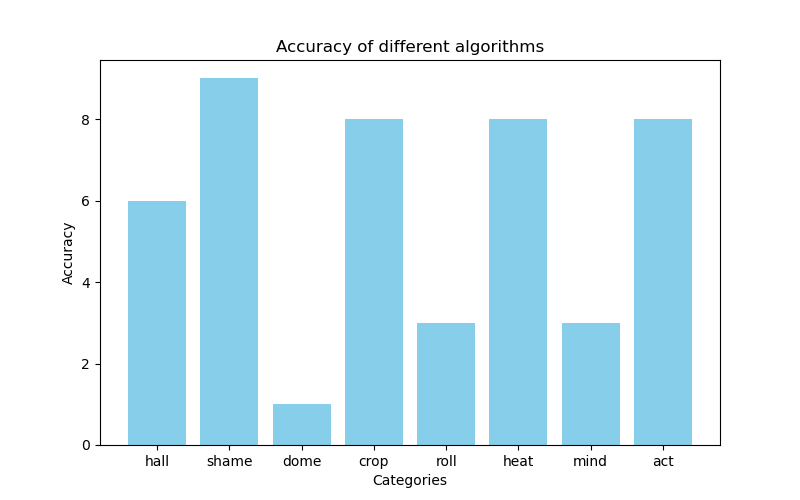 Accuracy of different algorithms
Accuracy
8
6
4
2
0
hall shame dome crop roll heat mind act
Categories